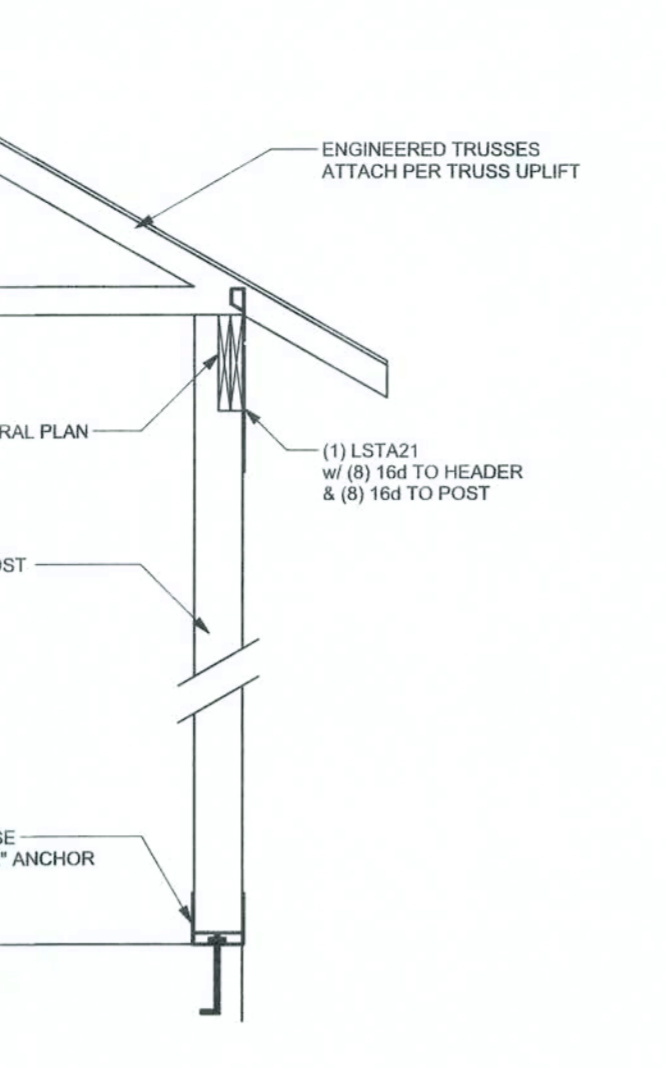 ENGINEERED TRUSSES
ATTACH PER TRUSS UPLIFT
RAL PLAN
(1) LSTA21
w/ (8) 16d TO HEADER
& (8) 16d TO POST
OST
SE
" ANCHOR